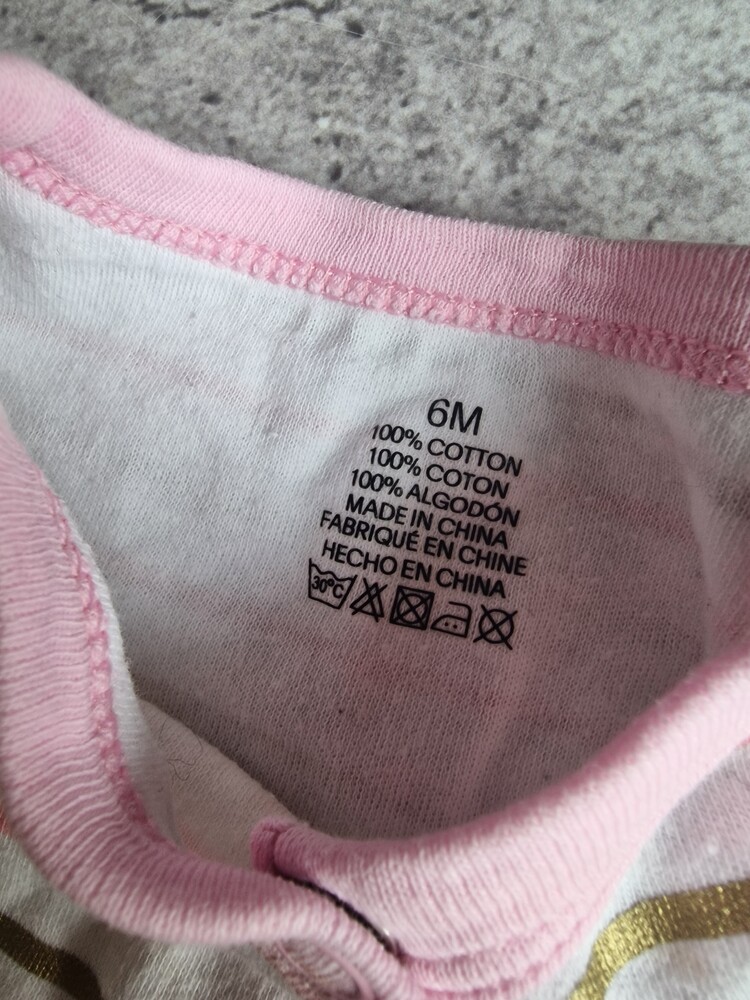 6M
100% COTTON
100% COTON
100% ALGODÓN
MADE IN CHINA
FABRIQUÉ EN CHINE
HECHO EN CHINA
30°C